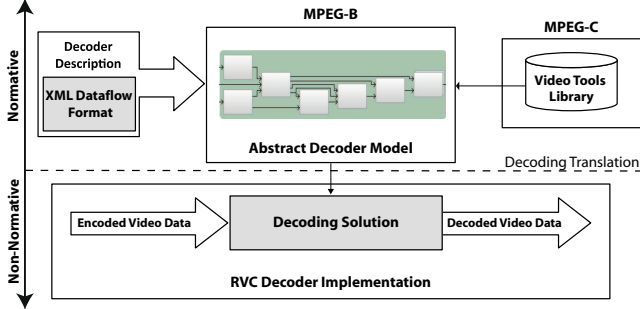 MPEG-B
MPEG-C
Normative
Decoder
Description
XML Dataflow
Format
Video Tools
Library
Abstract Decoder Model
Decoding Translation
Non-Normative
Encoded Video Data
Decoding Solution
Decoded Video Data
RVC Decoder Implementation